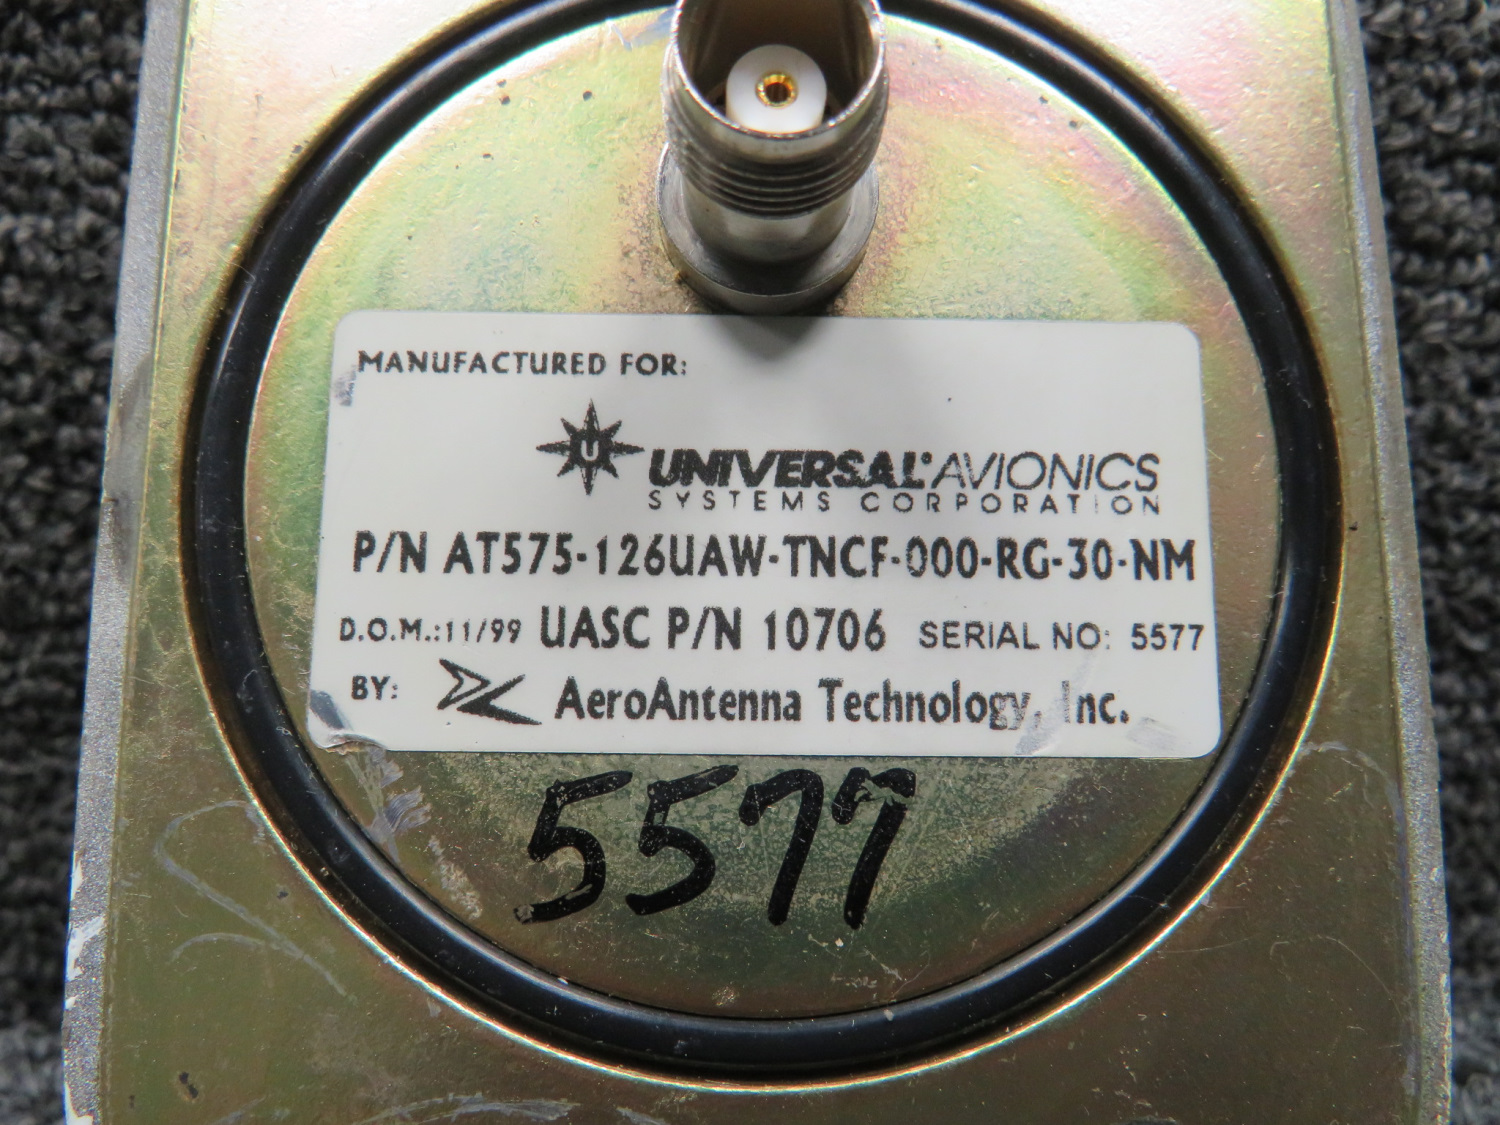 MANUFACTURED FOR:
U
UNIVERSAL® AVIONICS
SYSTEMS CORPORATION
P/N AT575-126UAW-TNCF-000-RG-30-NM
D.O.M.:11/99 UASC P/N 10706 SERIAL NO: 5577
BY: AeroAntenna Technology, Inc.
5577